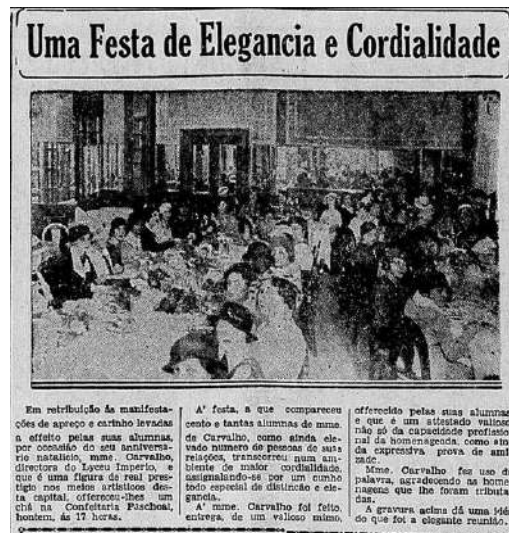 Uma Festa de Elegancia e Cordialidade
Em retribuição ás manifesta-
ções de apreço e carinho levadas
a effeito pelas suas alumnas,
por occasião do seu anniversa-
rio natalicio, mme. Carvalho,
directora do Lyceu Imperio, e
que é uma figura de real pres-
tigio nos meios artisticos des-
ta capital, offereceu-lhes um
chá na Confeitaria Paschoal,
hontem, ás 17 horas.
A' festa, a que compareceu
cento e tantas alumnas de mme.
de Carvalho, como ainda ele-
vado numero de pessoas de suas
relações, transcorreu num am-
biente de maior cordialidade,
assignalando-se por um cunho
todo especial de distincção e ele-
gancia.
A' mme. Carvalho foi feito
entrega, de um valioso mimo,
offerecido pelas suas alumnas
e que é um attestado valioso
não só da capacidade profissio-
nal da homenageada, como ainda
da expressiva prova de ami-
zade.
Mme. Carvalho fez uso da
palavra, agradecendo as home-
nagens que lhe foram tributa-
das.
A gravura acima dá uma idéa
do que foi a elegante reunião.